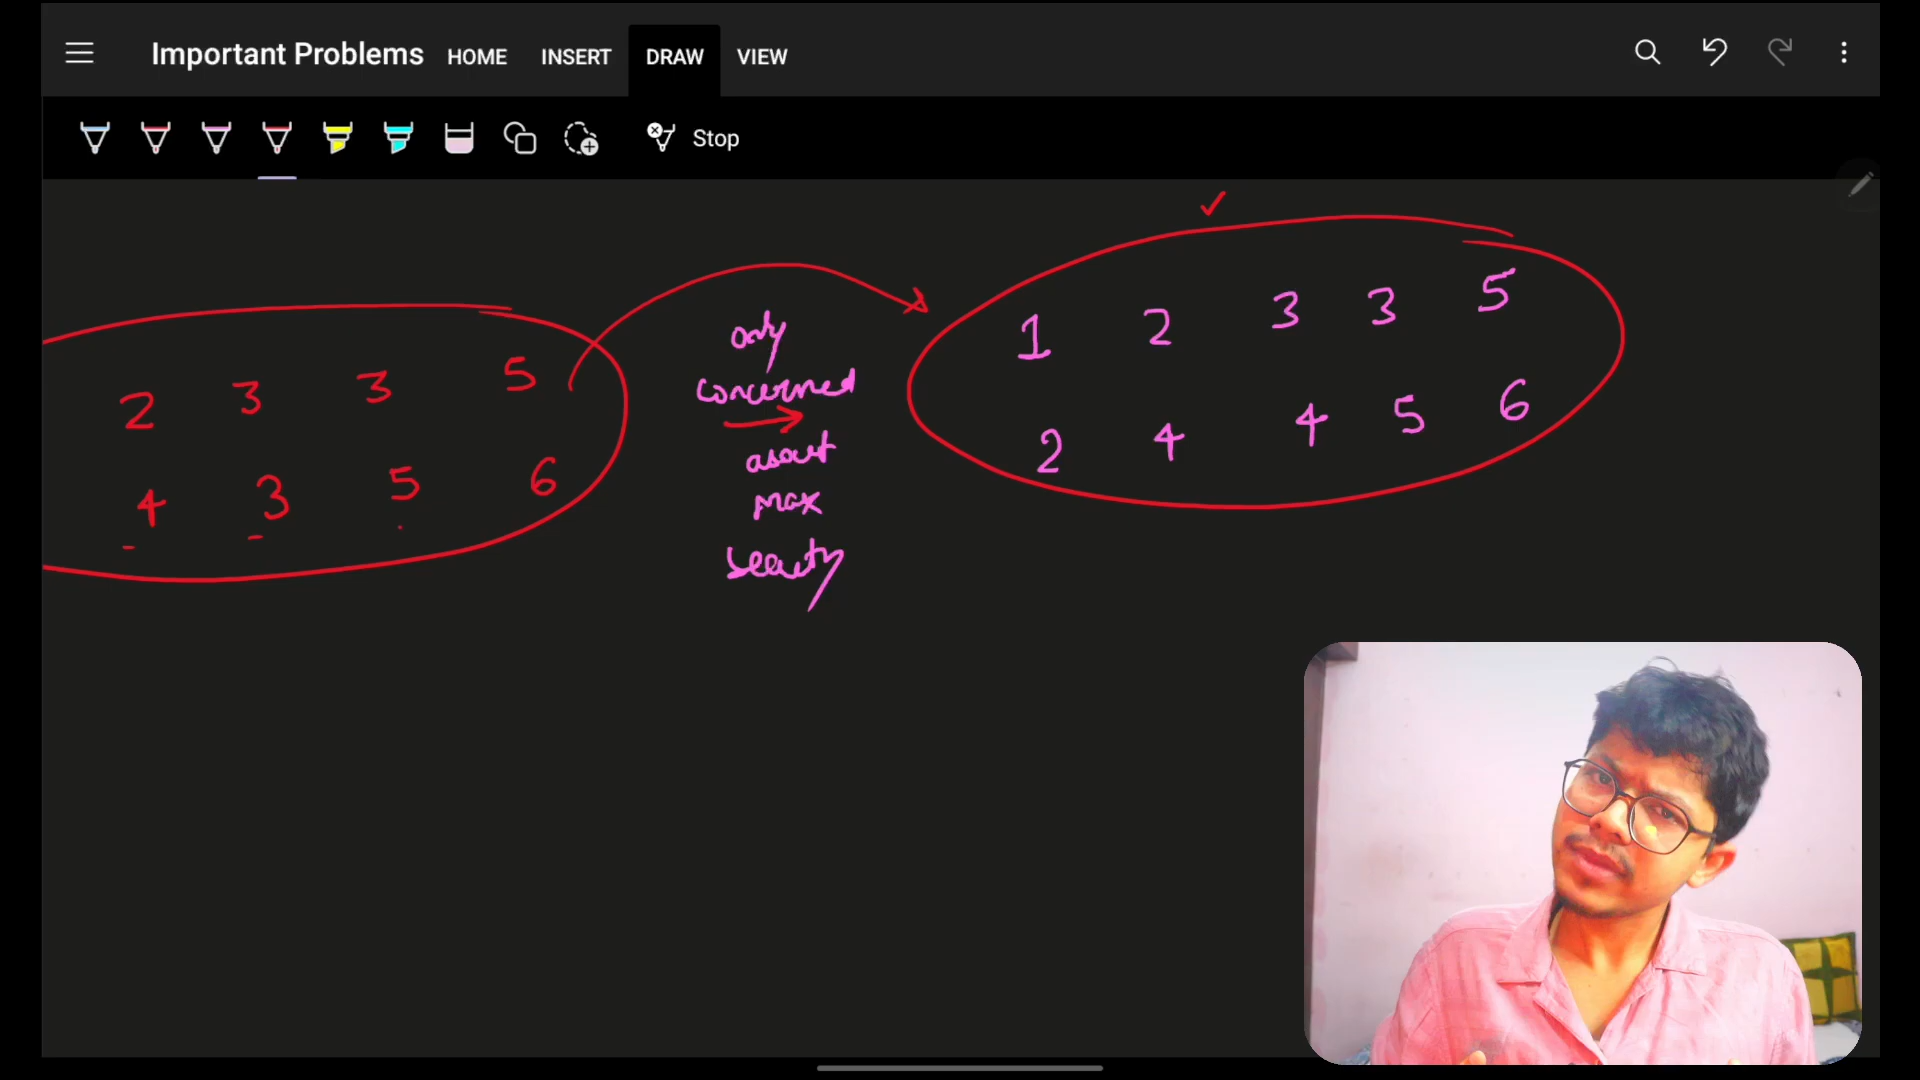 Important Problems HOME INSERT DRAW VIEW
Stop
2 3 3 5
4 3 5 6
only
concerned
about
max
beauty
1 2 3 3 5
2 4 4 5 6